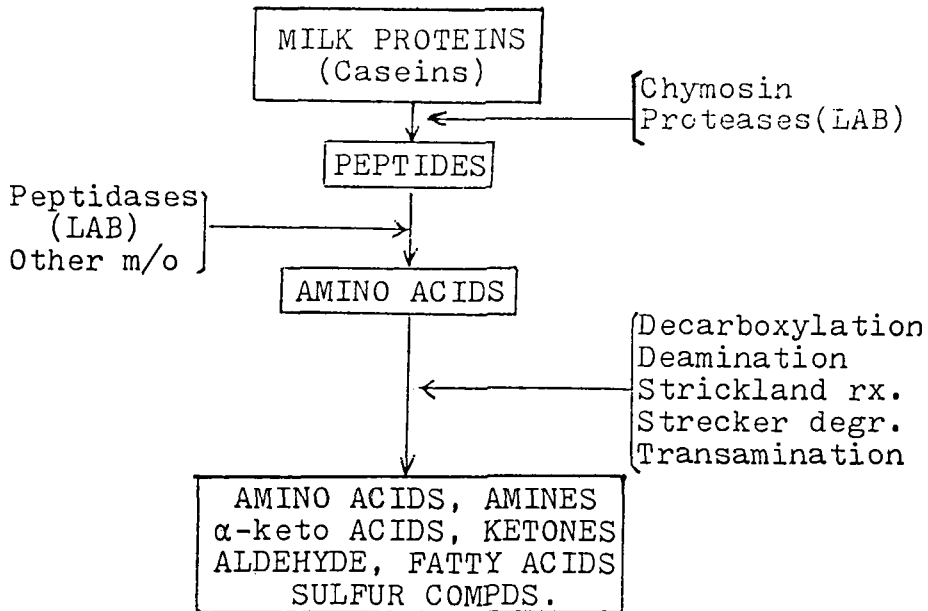 MILK PROTEINS
(Caseins)
Chymosin
Proteases(LAB)
PEPTIDES
Peptidases
(LAB)
Other m/o
AMINO ACIDS
Decarboxylation
Deamination
Strickland rx.
Strecker degr.
Transamination
AMINO ACIDS, AMINES
α-keto ACIDS, KETONES
ALDEHYDE, FATTY ACIDS
SULFUR COMPDS.